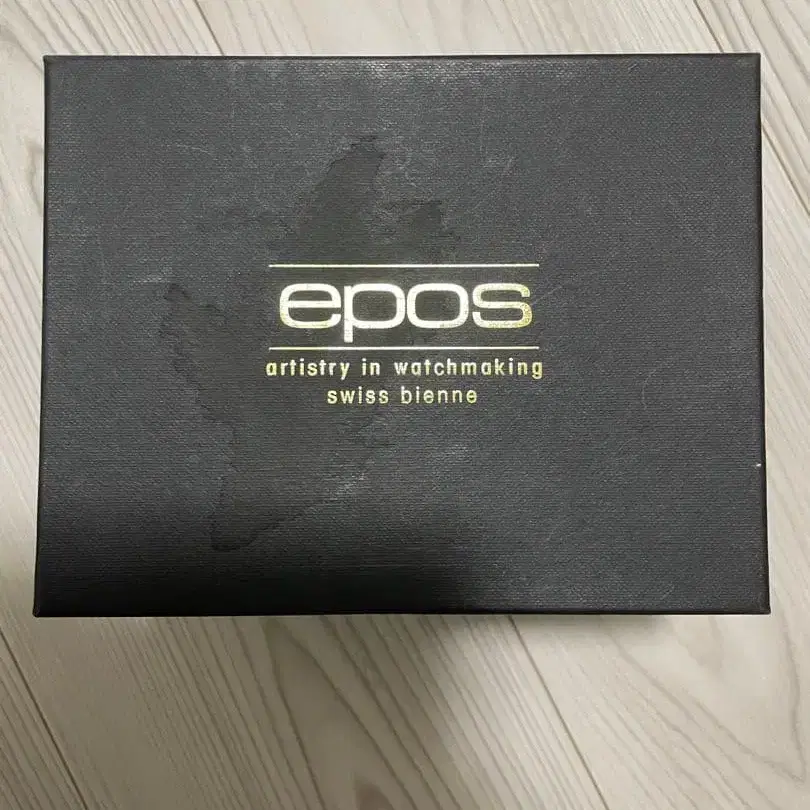 epos
artistry in watchmaking
swiss bienne